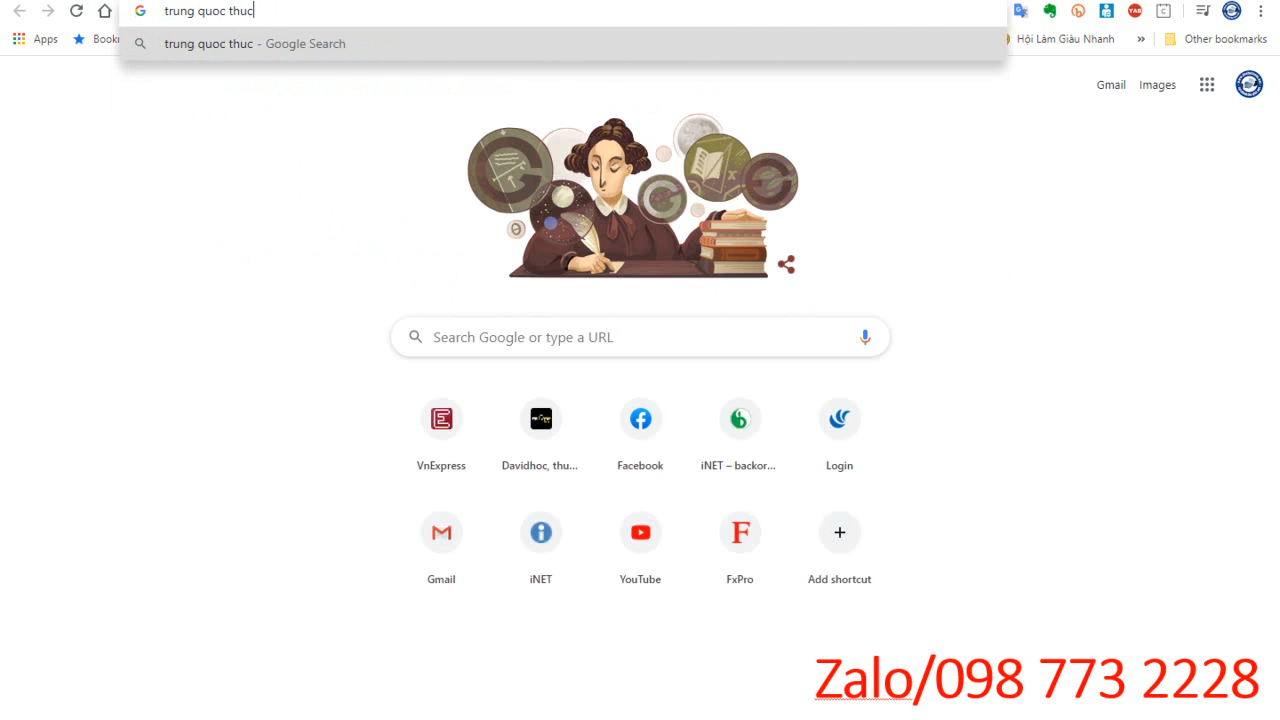 trung quoc thuc
trung quoc thuc - Google Search
Apps
Book
Hội Làm Giàu Nhanh
»
Other bookmarks
Gmail
Images
Search Google or type a URL
VnExpress
Davidhoc, thu...
Facebook
iNET – backor...
Login
Gmail
iNET
YouTube
FxPro
Add shortcut
Zalo/098 773 2228